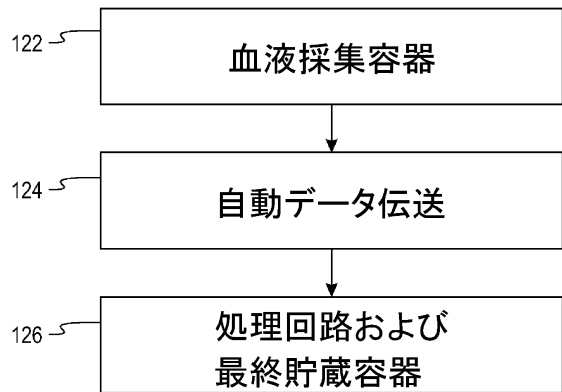 122
血液採集容器
124
自動データ伝送
126
処理回路および
最終貯蔵容器